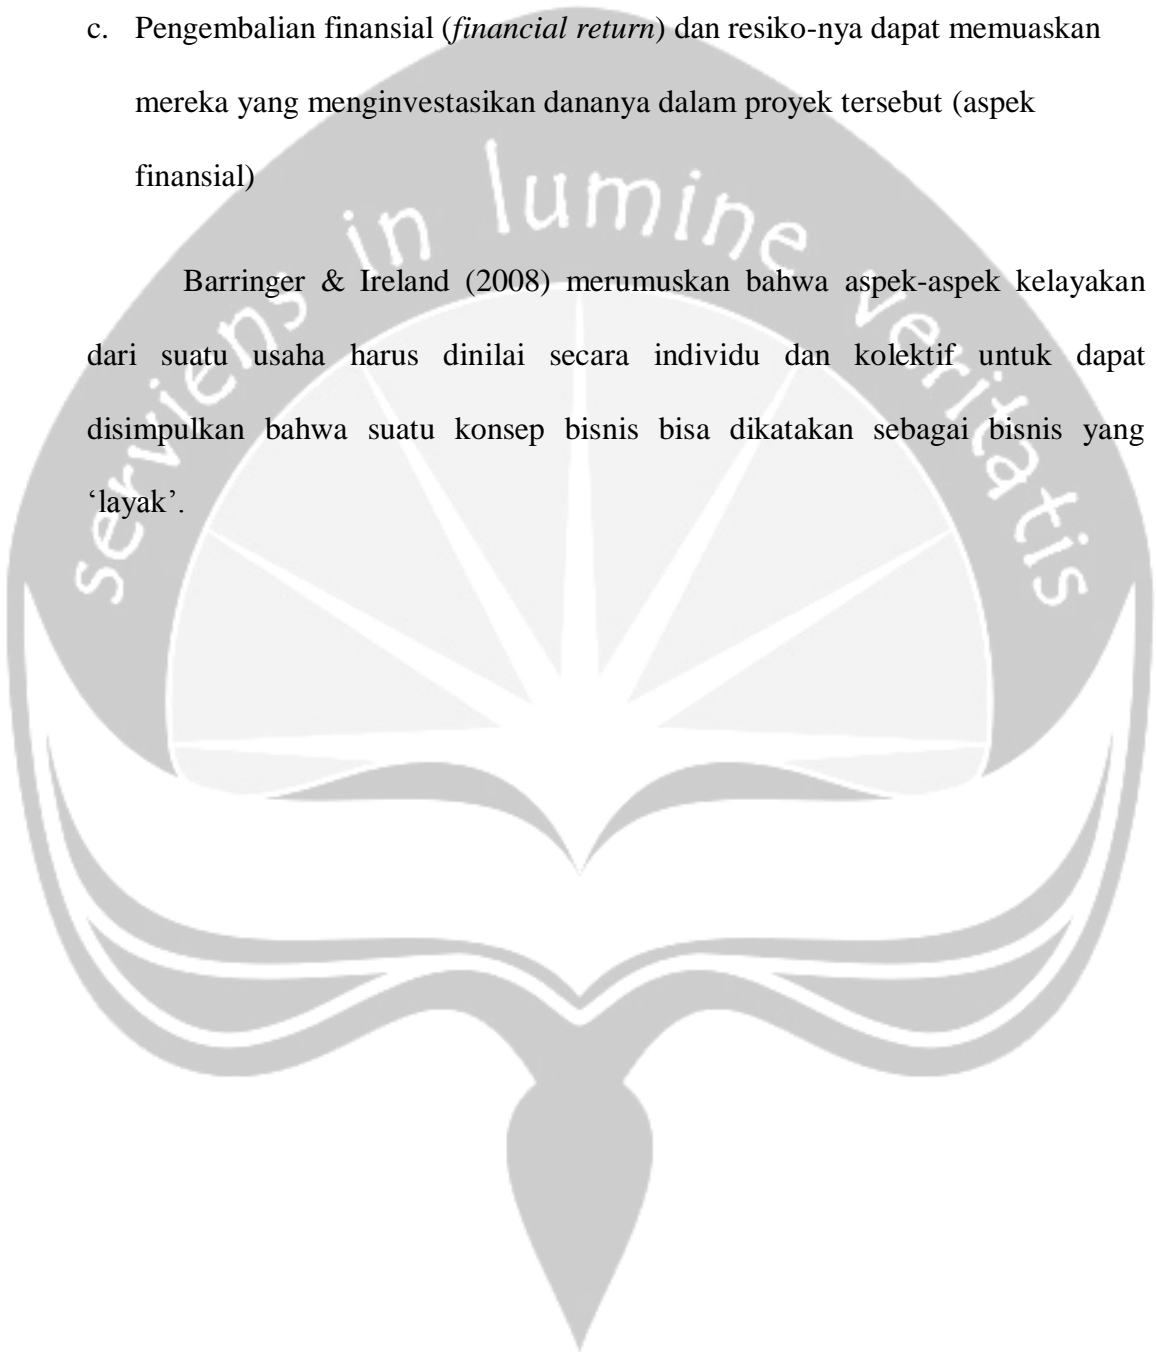 c. Pengembalian finansial (financial return) dan resiko-nya dapat memuaskan
mereka yang menginvestasikan dananya dalam proyek tersebut (aspek
finansial)
serviens in lumine veritatis
Barringer & Ireland (2008) merumuskan bahwa aspek-aspek kelayakan
dari suatu usaha harus dinilai secara individu dan kolektif untuk dapat
disimpulkan bahwa suatu konsep bisnis bisa dikatakan sebagai bisnis yang
‘layak’.